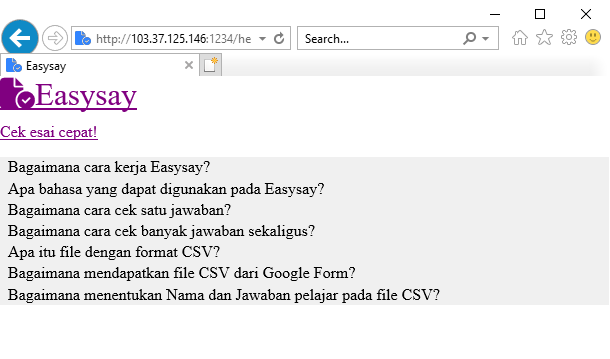 http://103.37.125.146:1234/he
Search...
Easysay
Easysay
Cek esai cepat!
Bagaimana cara kerja Easysay?
Apa bahasa yang dapat digunakan pada Easysay?
Bagaimana cara cek satu jawaban?
Bagaimana cara cek banyak jawaban sekaligus?
Apa itu file dengan format CSV?
Bagaimana mendapatkan file CSV dari Google Form?
Bagaimana menentukan Nama dan Jawaban pelajar pada file CSV?